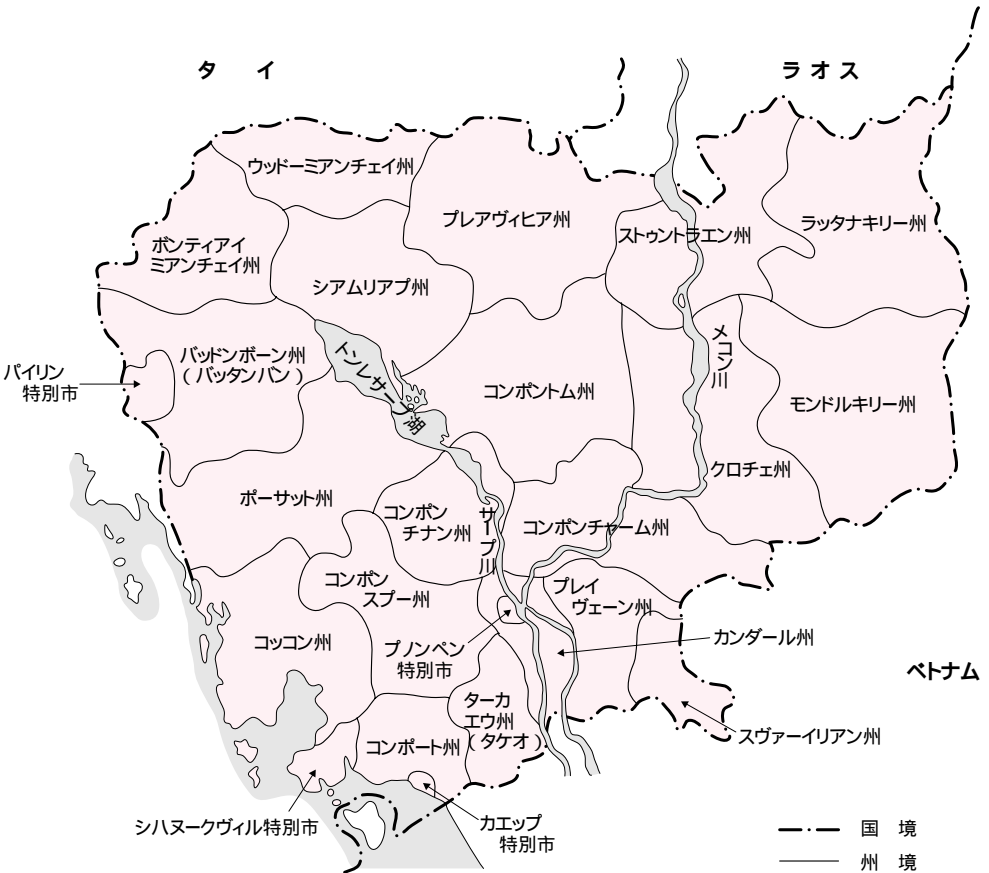 タイ
ラオス
ウッドーミアンチェイ州
プレアヴィヒア州
ストゥントラエン州
ラッタナキリー州
ボンティアイ
ミアンチェイ州
シアムリアプ州
メコン川
パイリン
特別市
バッドンボーン州
(バッタンバン)
トンレサープ湖
コンポントム州
モンドルキリー州
クロチェ州
ポーサット州
コンポン
チナン州
サープ川
コンポンチャーム州
コンポン
スプー州
プレイ
ヴェーン州
コッコン州
プノンペン
特別市
カンダール州
ベトナム
ターカ
エウ州
(タケオ)
スヴァーイリアン州
コンポート州
シハヌークヴィル特別市
カエップ
特別市
国境
州境